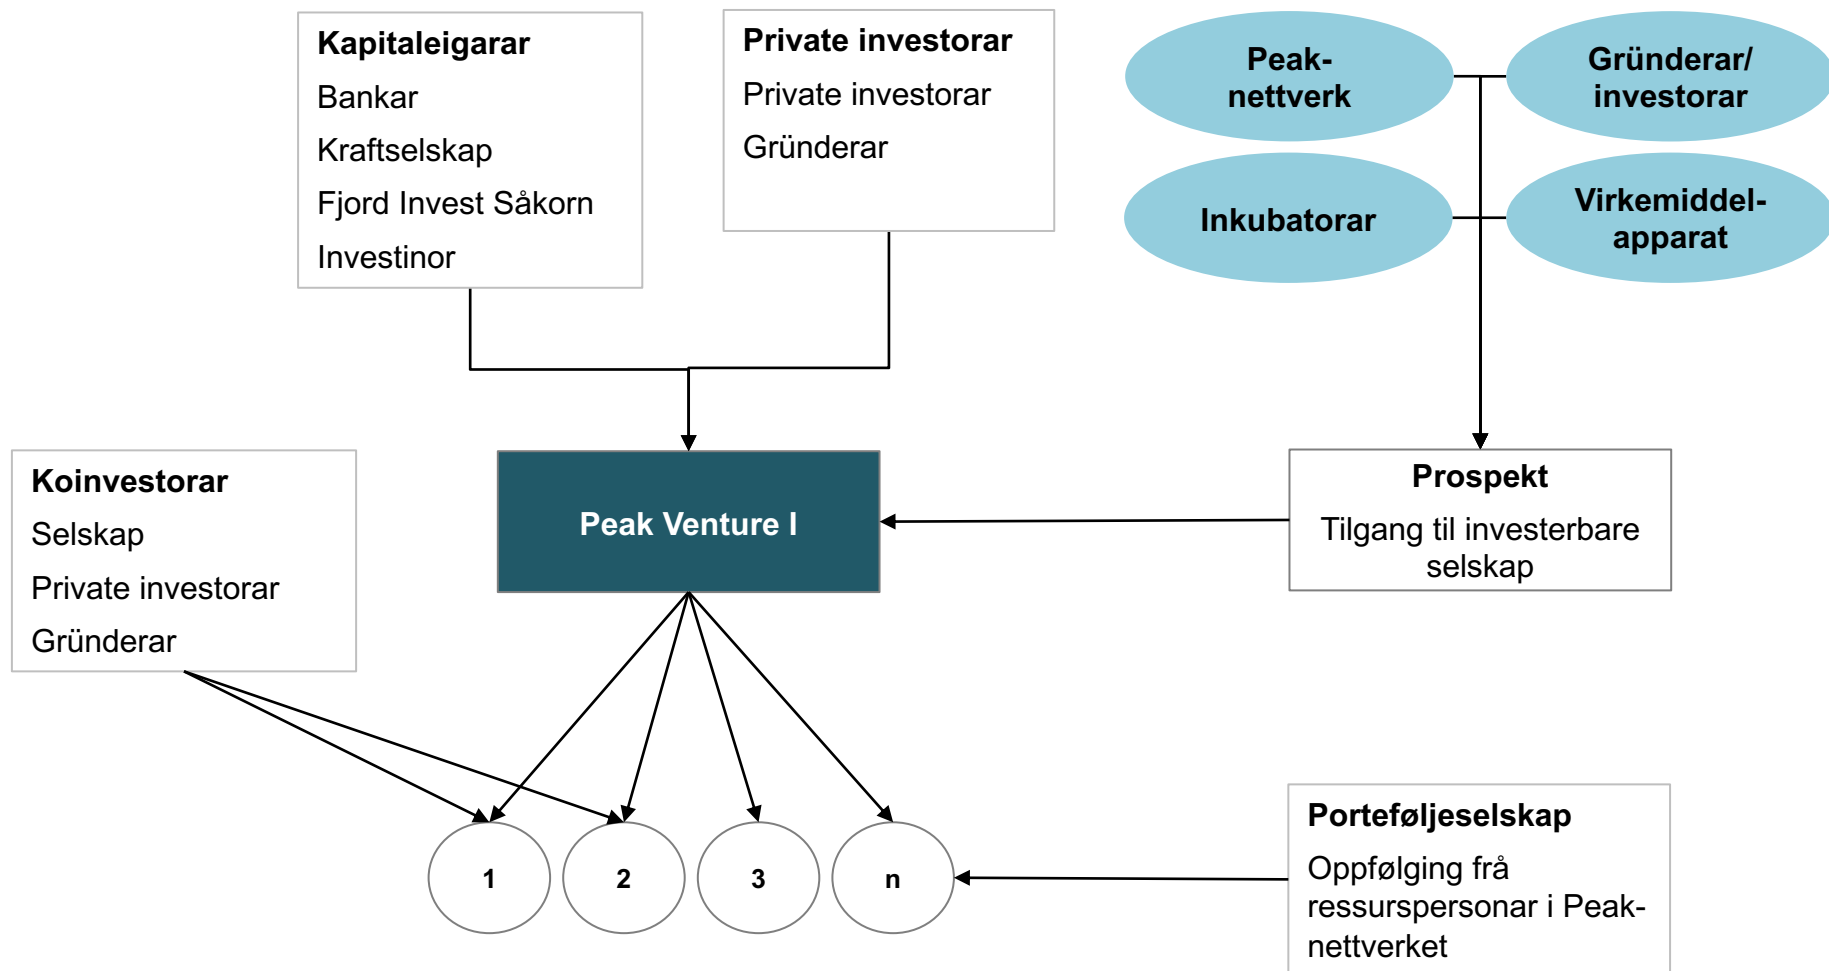 Kapitaleigarar
Bankar
Kraftselskap
Fjord Invest Såkorn
Investinor
Private investorar
Private investorar
Gründerar
Peak-
nettverk
Gründerar/
investorar
Inkubatorar
Virkemiddel-
apparat
Koinvestorar
Selskap
Private investorar
Gründerar
Peak Venture I
Prospekt
Tilgang til investerbare
selskap
1
2
3
n
Porteføljeselskap
Oppfølging frå
ressurspersonar i Peak-
nettverket